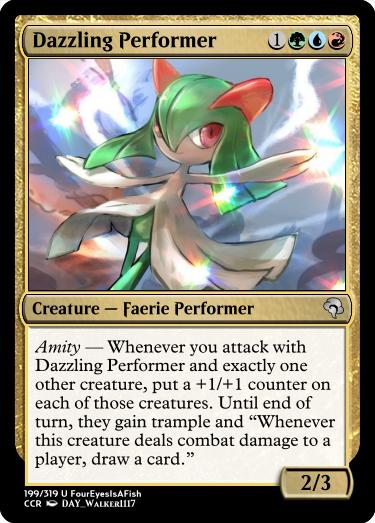 Dazzling Performer 1
Creature — Faerie Performer
Amity — Whenever you attack with
Dazzling Performer and exactly one
other creature, put a +1/+1 counter on
each of those creatures. Until end of
turn, they gain trample and “Whenever
this creature deals combat damage to a
player, draw a card.”
2/3
199/319 U FourEyesIsAFish
CCR DAY_Walker1117